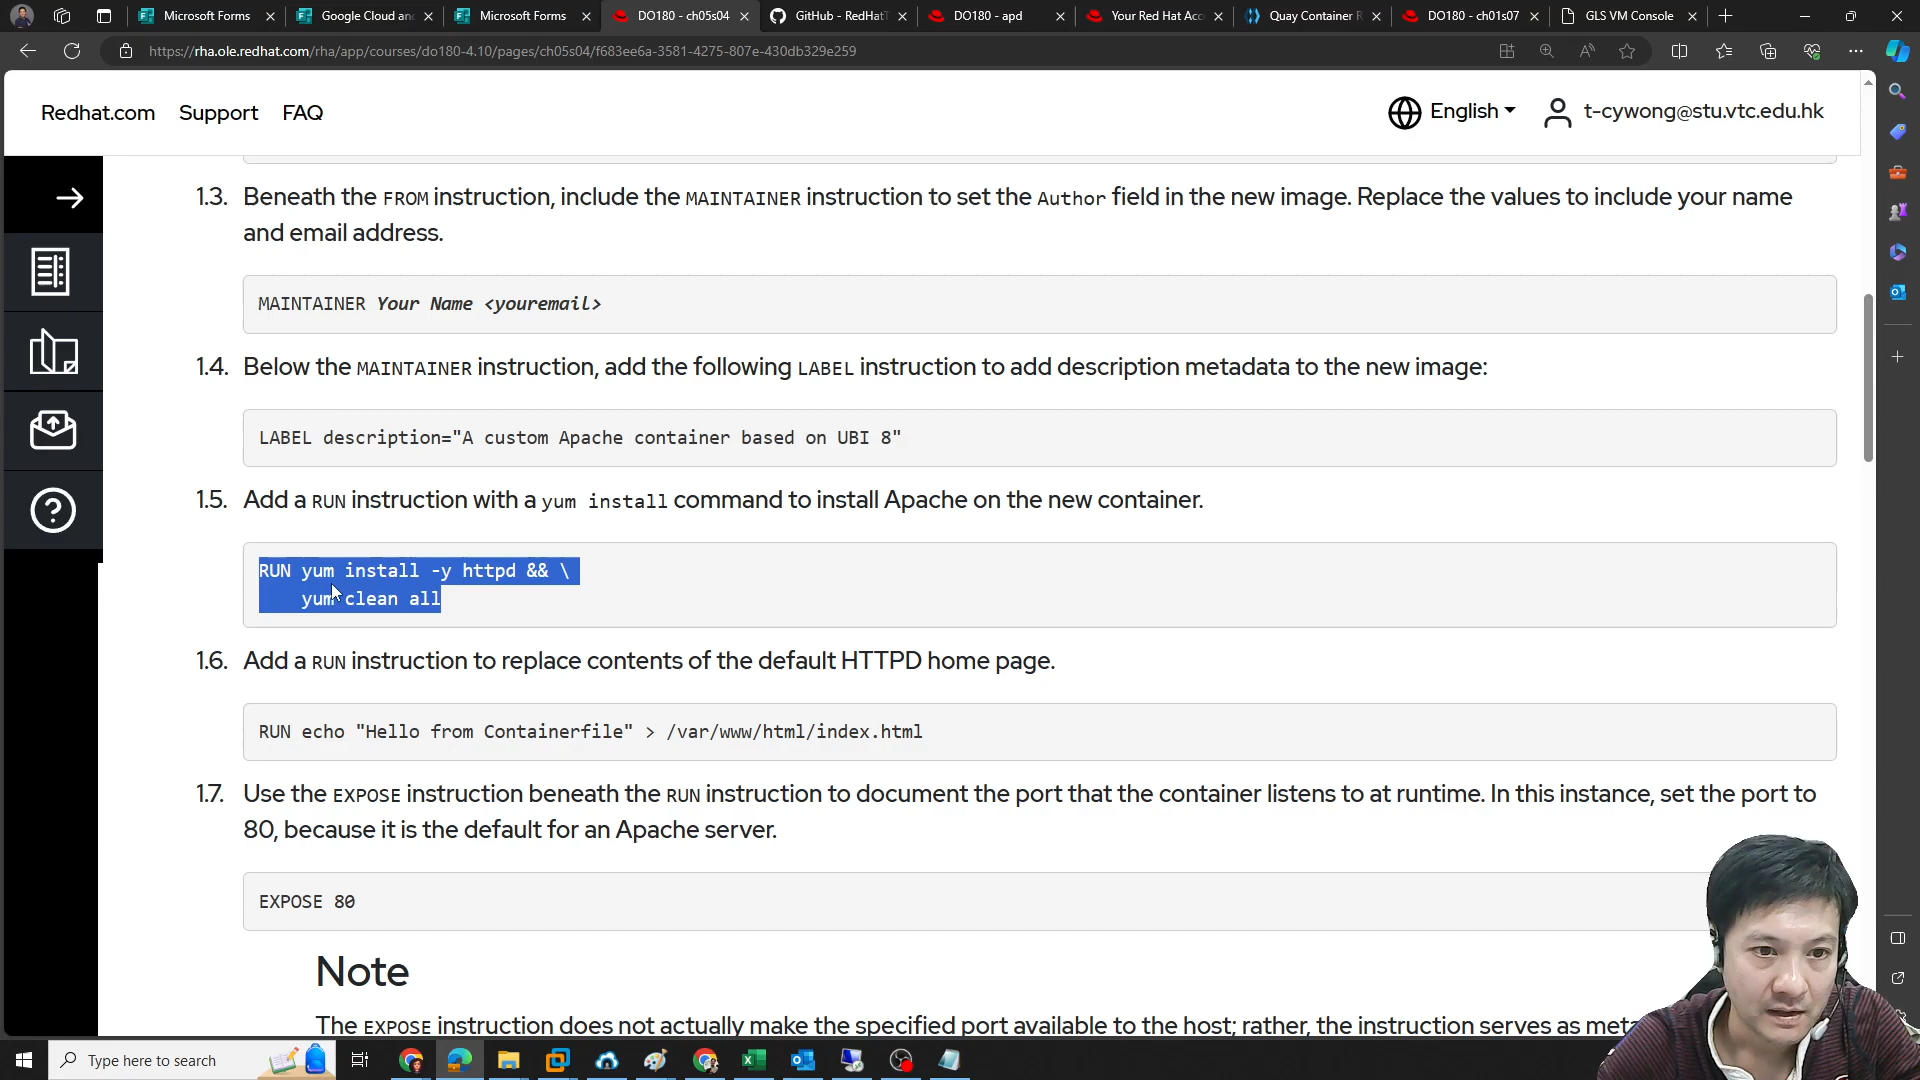 Microsoft Forms
Google Cloud an
Microsoft Forms
DO180 - ch05s04
GitHub - RedHatT
DO180 - apd
Your Red Hat Acc
Quay Container R
DO180 - ch01s07
GLS VM Console
https://rha.ole.redhat.com/rha/app/courses/do180-4.10/pages/ch05s04/f683ee6a-3581-4275-807e-430db329e259
Redhat.com Support FAQ English t-cywong@stu.vtc.edu.hk
1.3. Beneath the FROM instruction, include the MAINTAINER instruction to set the Author field in the new image. Replace the values to include your name
and email address.
MAINTAINER Your Name <youremail>
1.4. Below the MAINTAINER instruction, add the following LABEL instruction to add description metadata to the new image:
LABEL description="A custom Apache container based on UBI 8"
1.5. Add a RUN instruction with a yum install command to install Apache on the new container.
RUN yum install -y httpd && \
yum clean all
1.6. Add a RUN instruction to replace contents of the default HTTPD home page.
RUN echo "Hello from Containerfile" > /var/www/html/index.html
1.7. Use the EXPOSE instruction beneath the RUN instruction to document the port that the container listens to at runtime. In this instance, set the port to
80, because it is the default for an Apache server.
EXPOSE 80
Note
The EXPOSE instruction does not actually make the specified port available to the host; rather, the instruction serves as meta
Type here to search